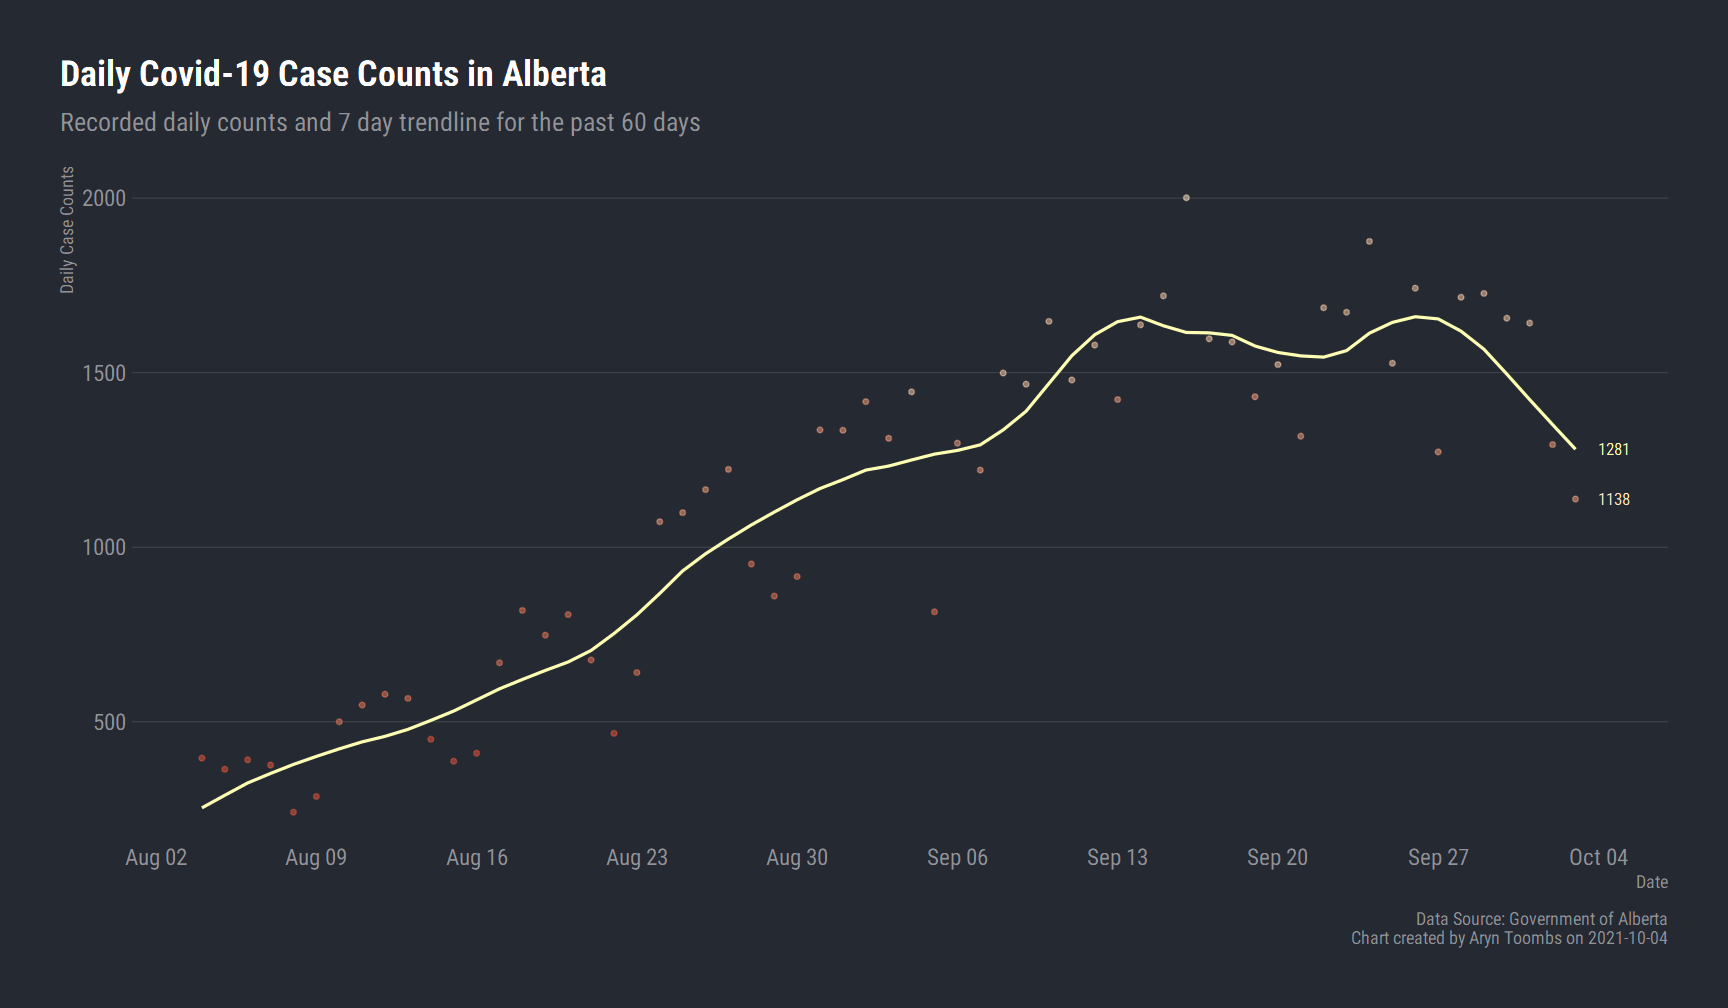 Daily Covid-19 Case Counts in Alberta
Recorded daily counts and 7 day trendline for the past 60 days
Daily Case Counts
2000
1500
1000
500
1281
1138
Aug 02 Aug 09 Aug 16 Aug 23 Aug 30 Sep 06 Sep 13 Sep 20 Sep 27 Oct 04
Date
Data Source: Government of Alberta
Chart created by Aryn Toombs on 2021-10-04